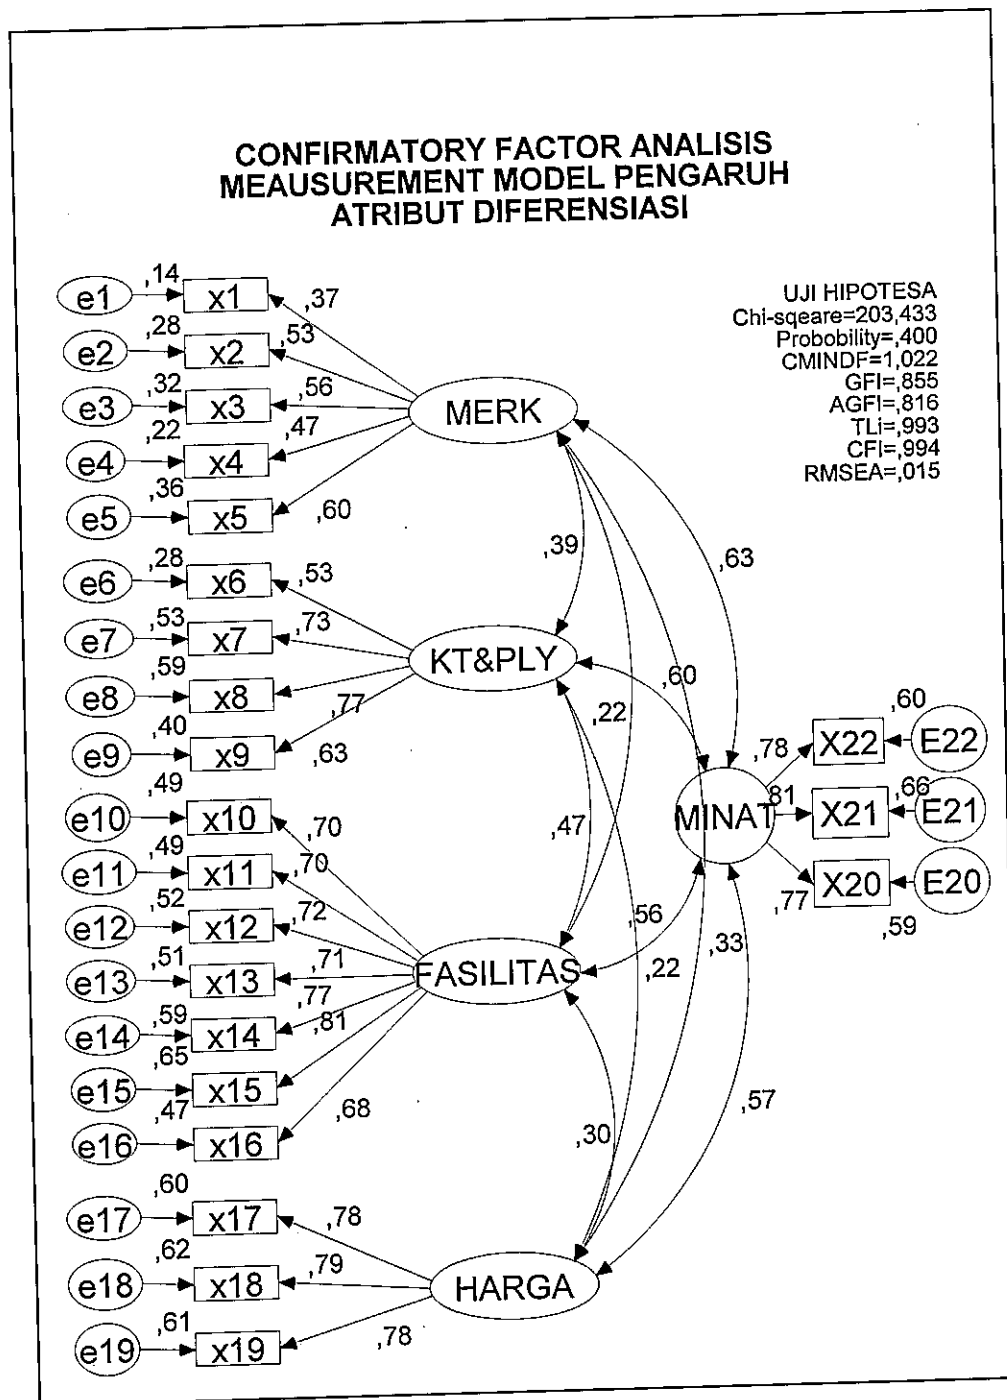 CONFIRMATORY FACTOR ANALISIS
MEAUSUREMENT MODEL PENGARUH
ATRIBUT DIFERENSIASI
UJI HIPOTESA
Chi-sqeare=203,433
Probobility=,400
CMINDF=1,022
GFI=,855
AGFI=,816
TLi=,993
CFI=,994
RMSEA=,015
e1 ,14 x1 ,37
e2 ,28 x2 ,53
e3 ,32 x3 ,56
e4 ,22 x4 ,47
e5 ,36 x5 ,60
MERK
e6 ,28 x6 ,53
e7 ,53 x7 ,73
e8 ,59 x8 ,77
e9 ,40 x9 ,63
KT&PLY
e10 ,49 x10 ,70
e11 ,49 x11 ,70
e12 ,52 x12 ,72
e13 ,51 x13 ,71
e14 ,59 x14 ,77
e15 ,65 x15 ,81
e16 ,47 x16 ,68
FASILITAS
e17 ,60 x17 ,78
e18 ,62 x18 ,79
e19 ,61 x19 ,78
HARGA
,39
,63
,60
,22
,47
,56
,22
,33
,30
,57
MINAT
,78 X22 ,60 E22
,81 X21 ,66 E21
,77 X20 ,59 E20